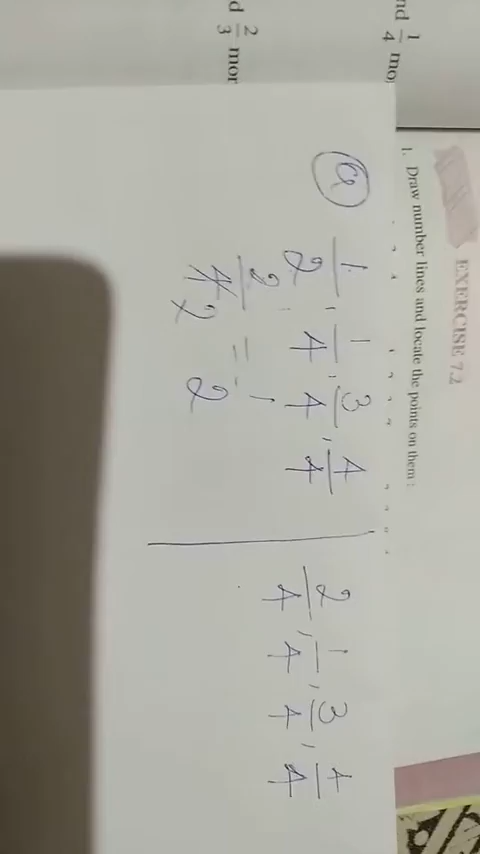 nd 1/4 mo
d 2/3 mor
EXERCISE 7.2
1. Draw number lines and locate the points on them :
(a) 1/2, 1/4, 3/4, 4/4
2/4 2 = 1/2
2/4, 1/4, 3/4, 4/4